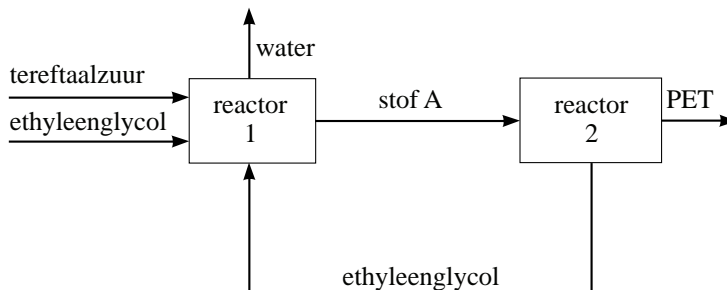 water
tereftaalzuur
ethyleenglycol
reactor
1
stof A
reactor
2
PET
ethyleenglycol